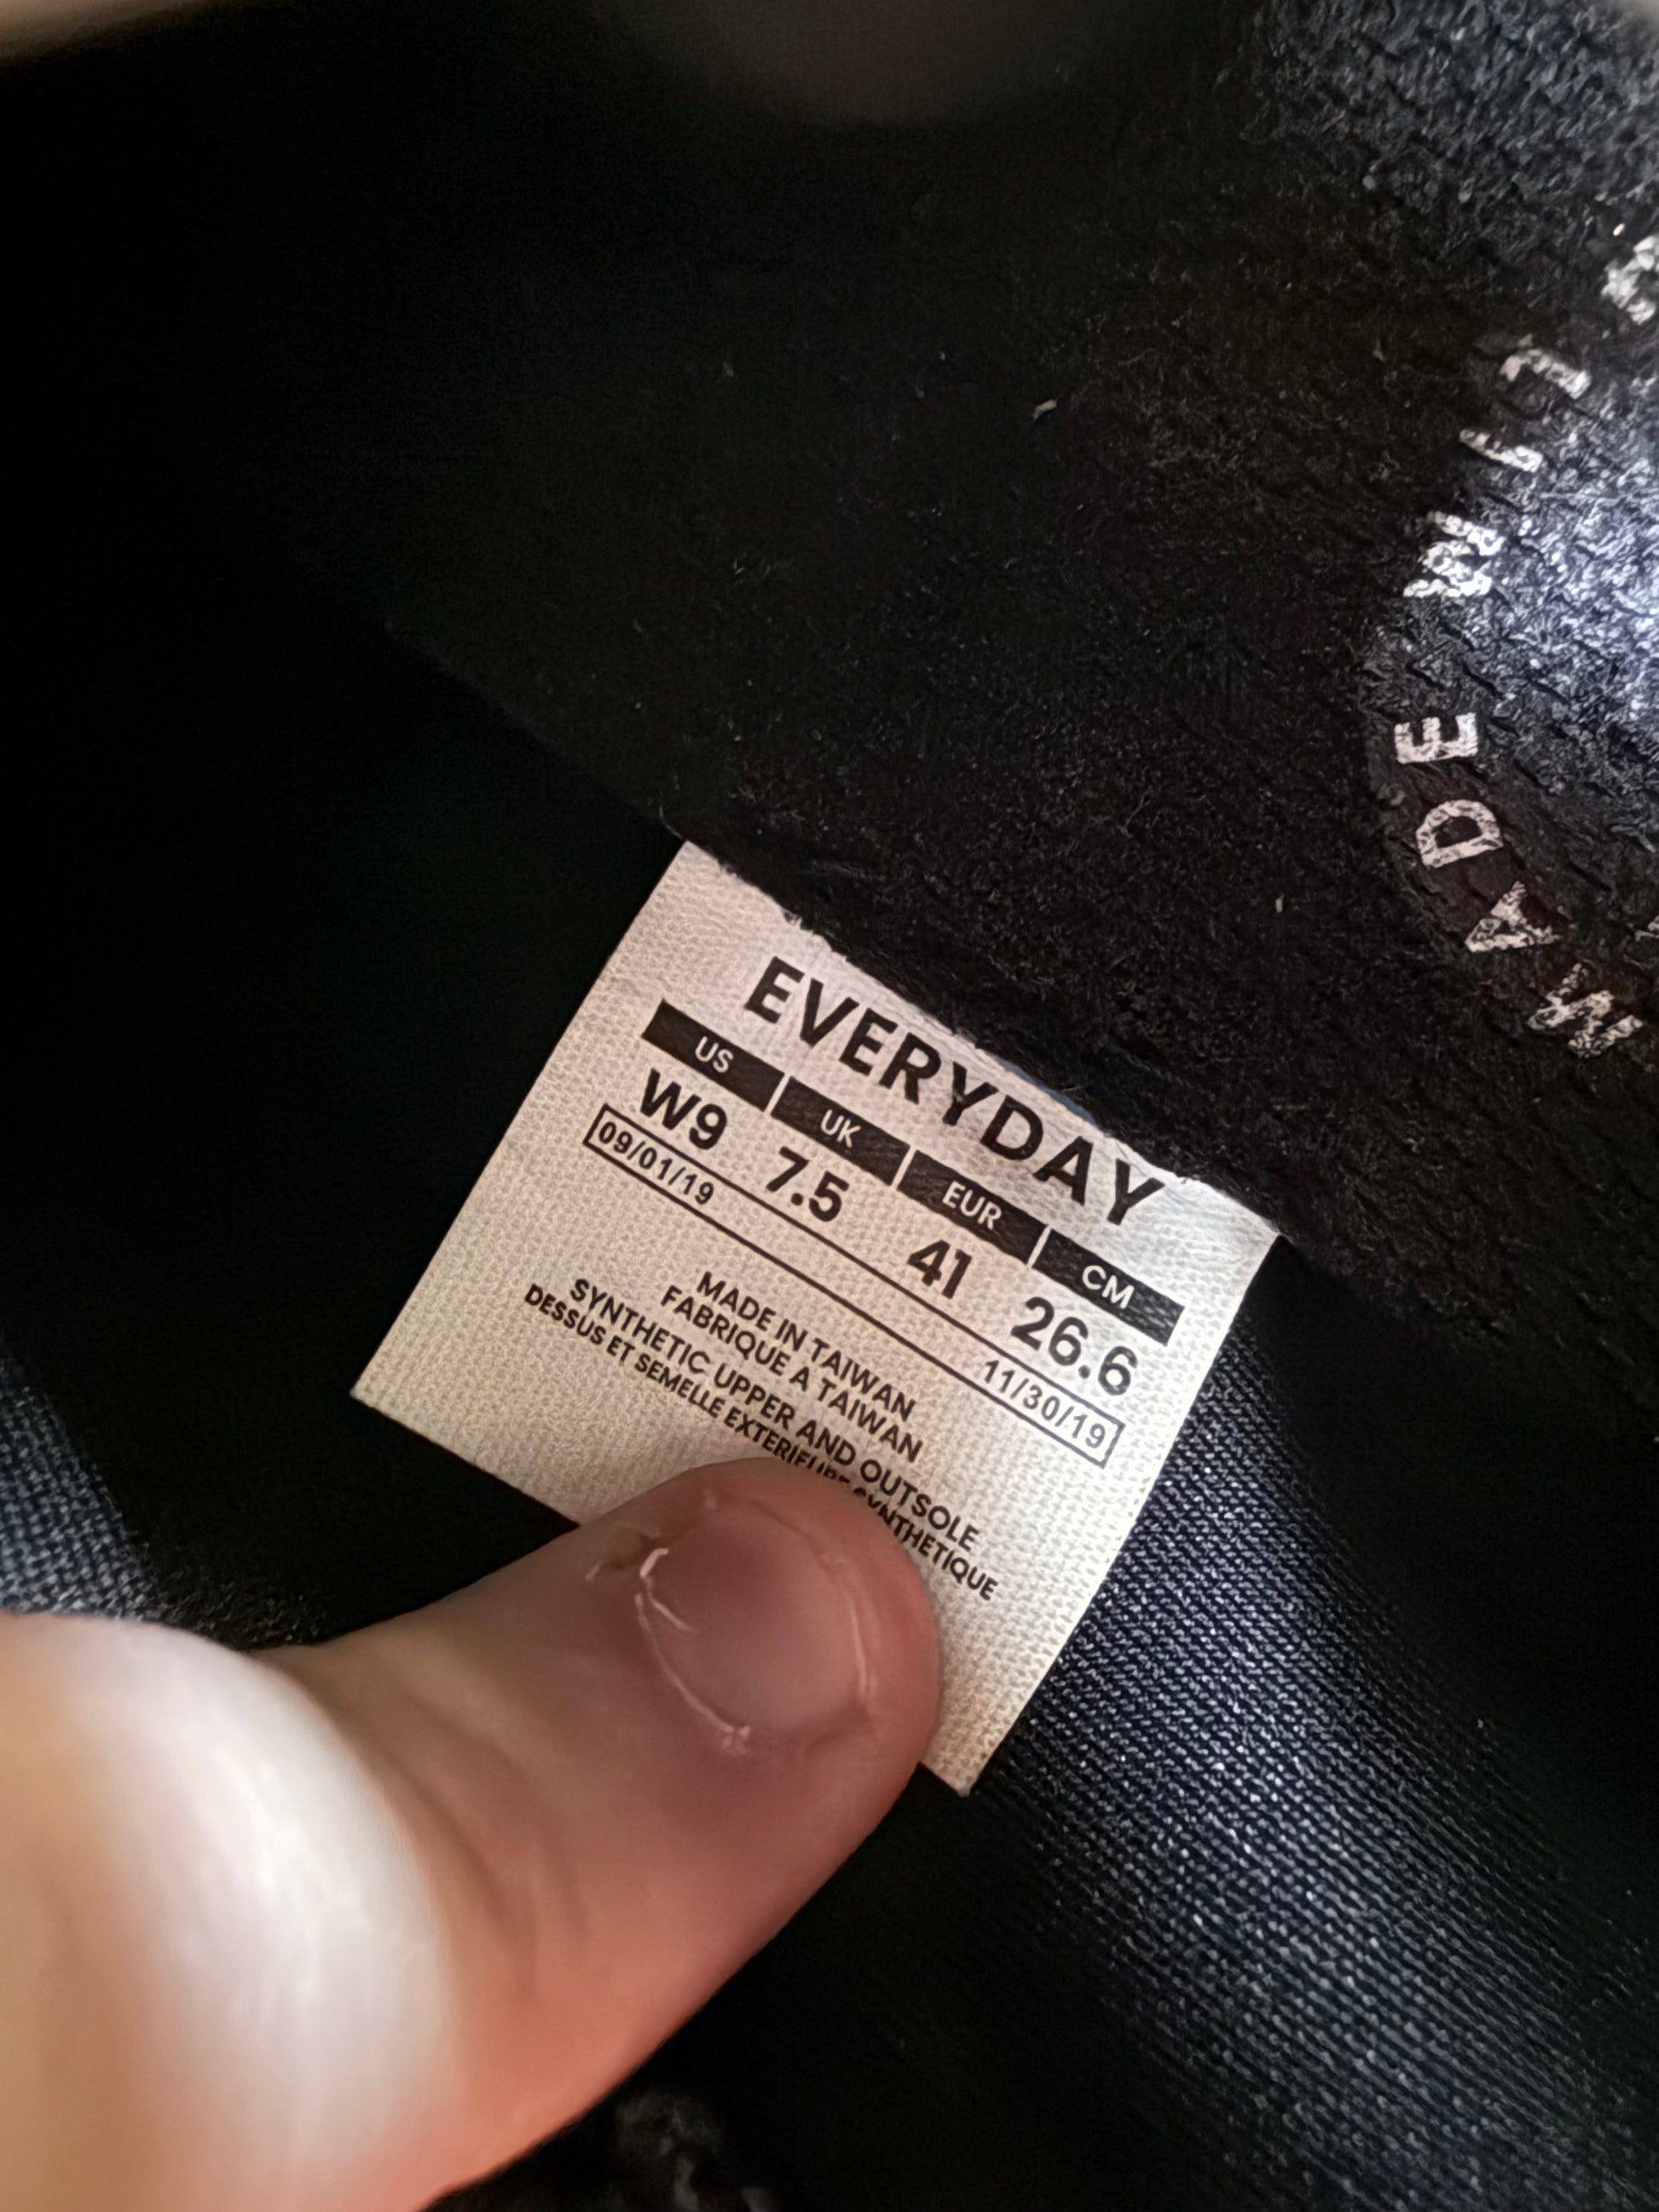 EVERYDAY
US UK EUR CM
W9 7.5 41 26.6
09/01/19 11/30/19
MADE IN TAIWAN
FABRIQUE A TAIWAN
SYNTHETIC UPPER AND OUTSOLE
DESSUS ET SEMELLE EXTERIEURE SYNTHETIQUE
MADE WITH